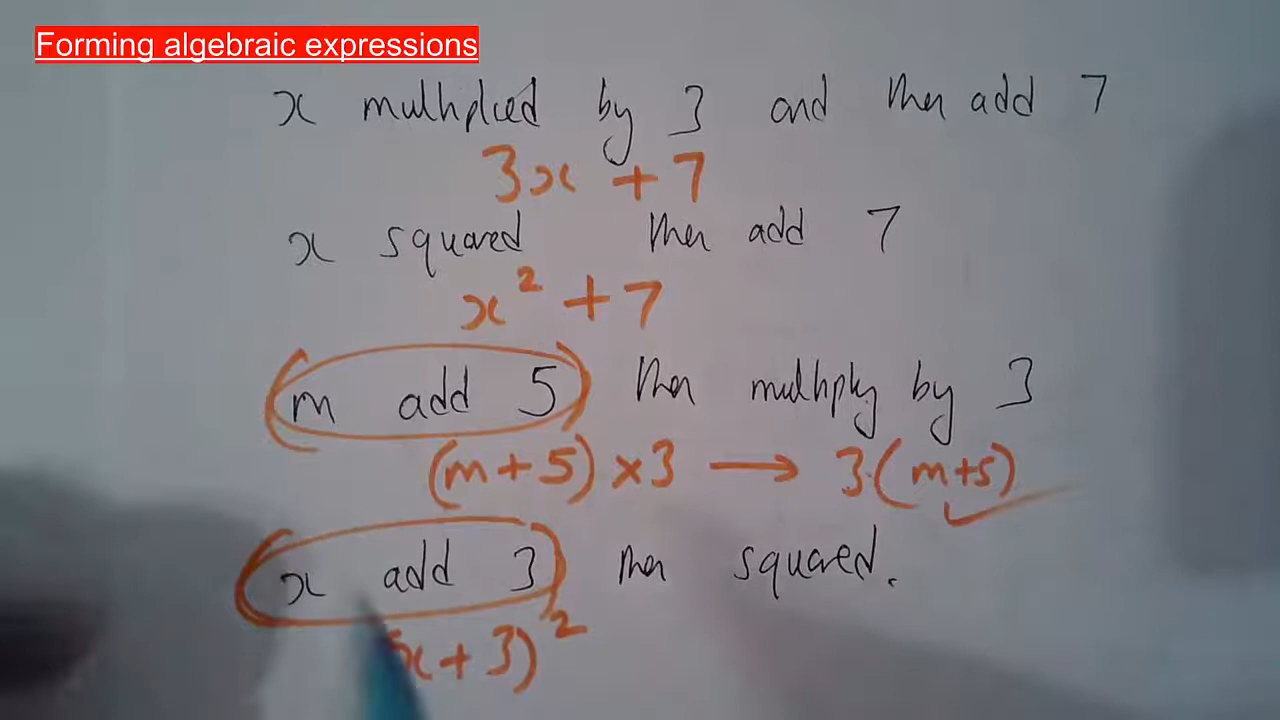 Forming algebraic expressions
x multiplied by 3 and then add 7
3x + 7
x squared then add 7
x² + 7
(m add 5) then multiply by 3
(m+5) ×3 → 3(m+5)
(x add 3) then squared.
(x+3)²